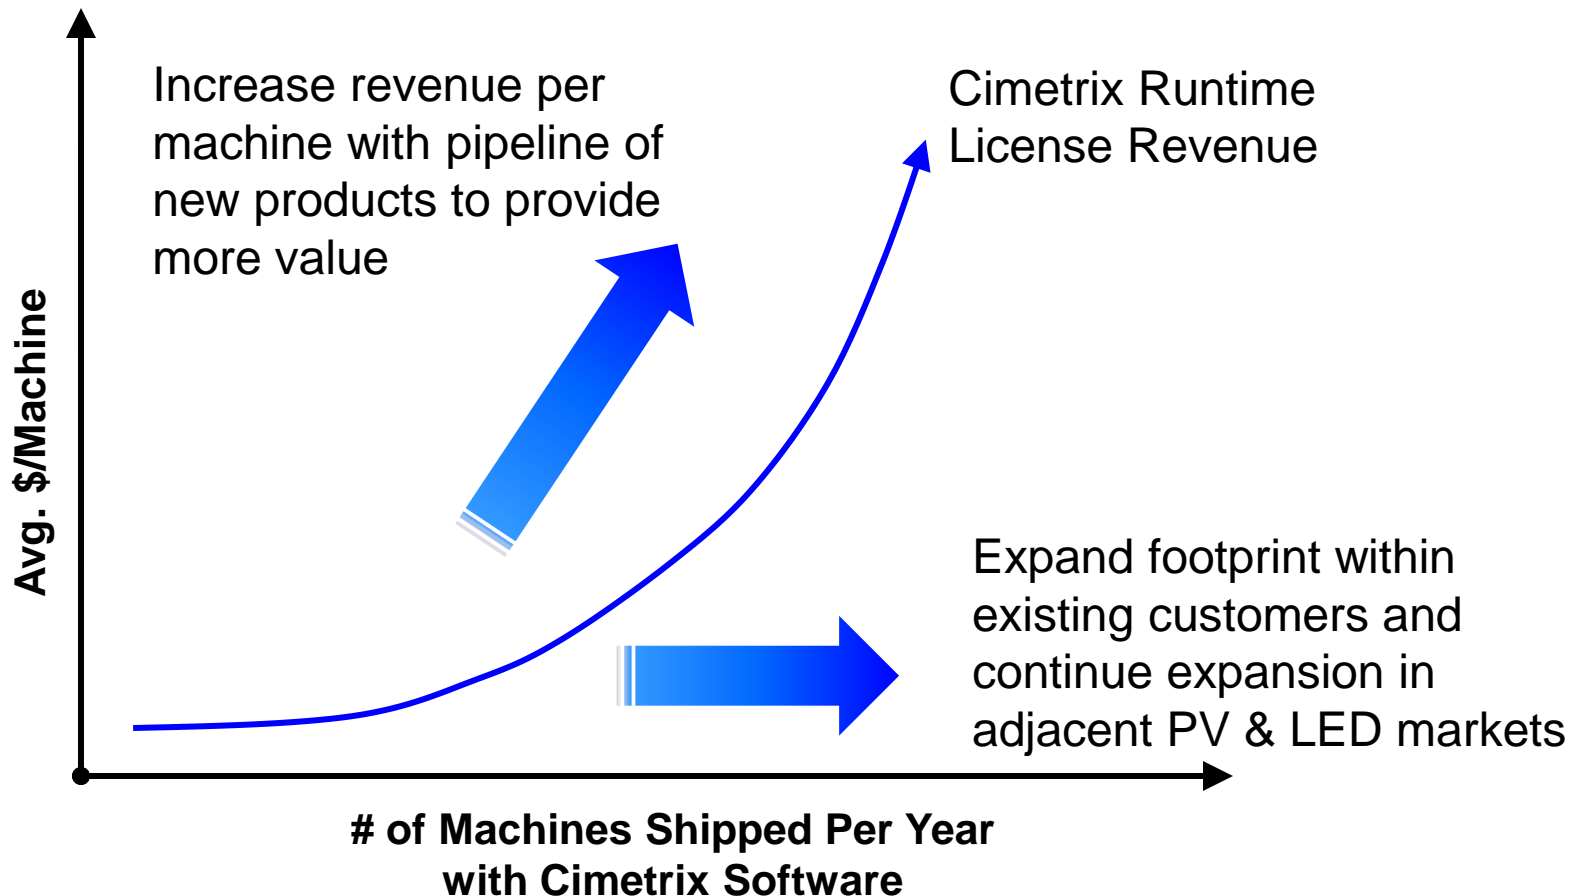 Increase revenue per
machine with pipeline of
new products to provide
more value
Cimetrix Runtime
License Revenue
Avg. $/Machine
Expand footprint within
existing customers and
continue expansion in
adjacent PV & LED markets
# of Machines Shipped Per Year
with Cimetrix Software